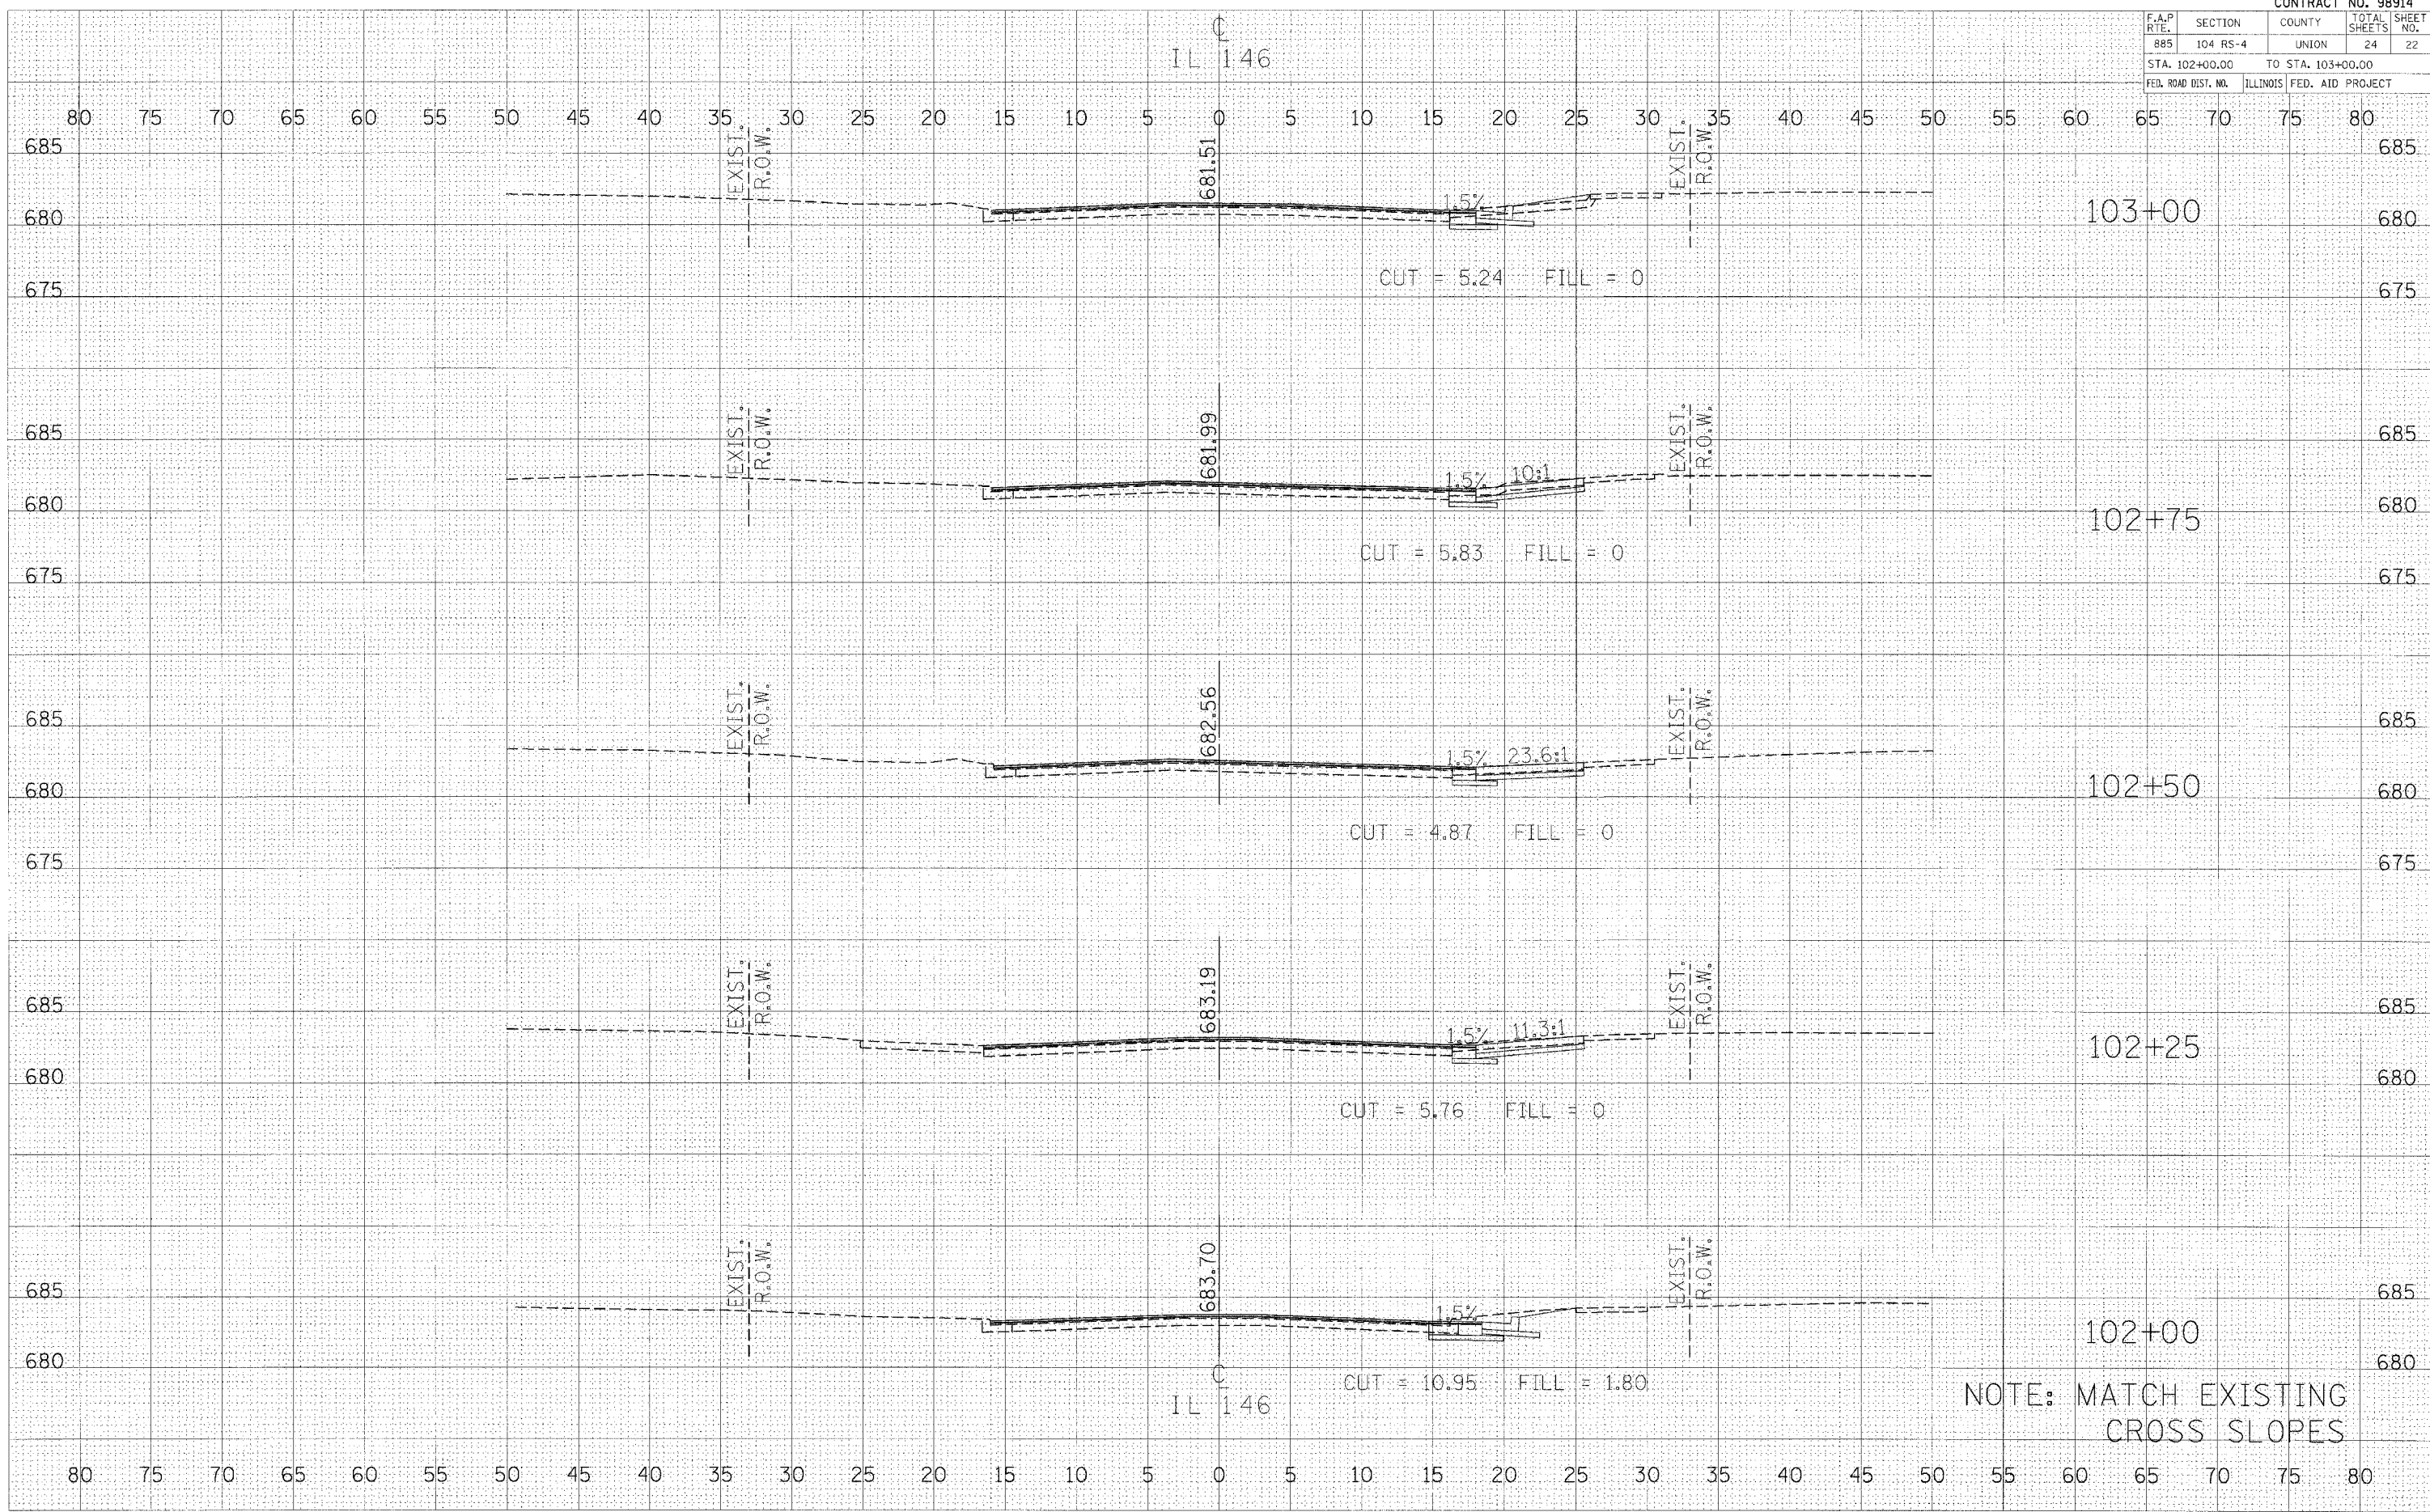 CONTRACT NO. 98914
F.A.P RTE. SECTION COUNTY TOTAL SHEETS SHEET NO.
885 104 RS-4 UNION 24 22
STA. 102+00.00 TO STA. 103+00.00
FED. ROAD DIST. NO. ILLINOIS FED. AID PROJECT
℄
IL 146
80 75 70 65 60 55 50 45 40 35 30 25 20 15 10 5 0 5 10 15 20 25 30 35 40 45 50 55 60 65 70 75 80
EXIST. R.O.W. 681.51 EXIST. R.O.W.
685 685
1.5%
680 103+00 680
CUT = 5.24 FILL = 0
675 675
EXIST. R.O.W. 681.99 EXIST. R.O.W.
685 685
1.5% 10:1
680 680
102+75
CUT = 5.83 FILL = 0
675 675
EXIST. R.O.W. 682.56 EXIST. R.O.W.
685 685
1.5% 23.6:1
680 102+50 680
CUT = 4.87 FILL = 0
675 675
EXIST. R.O.W. 683.19 EXIST. R.O.W.
685 685
1.5% 11.3:1
102+25
680 680
CUT = 5.76 FILL = 0
EXIST. R.O.W. 683.70 EXIST. R.O.W.
685 685
1.5%
102+00
680 680
℄
IL 146
CUT = 10.95 FILL = 1.80
NOTE: MATCH EXISTING
CROSS SLOPES
80 75 70 65 60 55 50 45 40 35 30 25 20 15 10 5 0 5 10 15 20 25 30 35 40 45 50 55 60 65 70 75 80